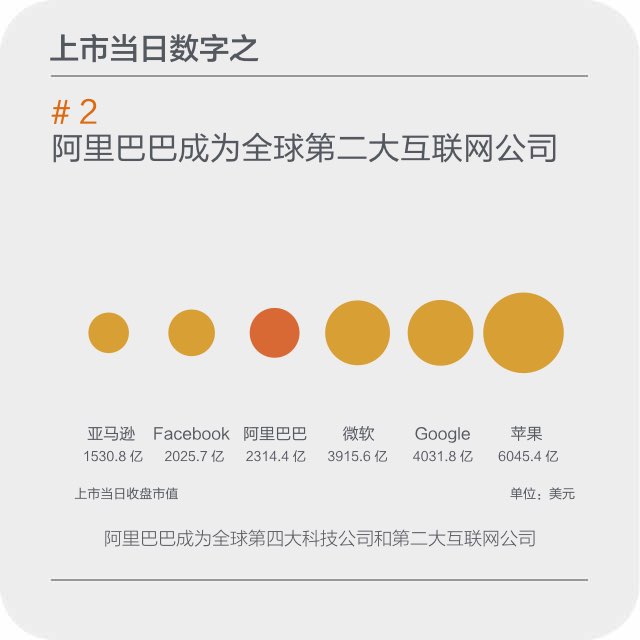 上市当日数字之
# 2
阿里巴巴成为全球第二大互联网公司
亚马逊 Facebook 阿里巴巴 微软 Google 苹果
1530.8 亿 2025.7 亿 2314.4 亿 3915.6 亿 4031.8 亿 6045.4 亿
上市当日收盘市值 单位：美元
阿里巴巴成为全球第四大科技公司和第二大互联网公司